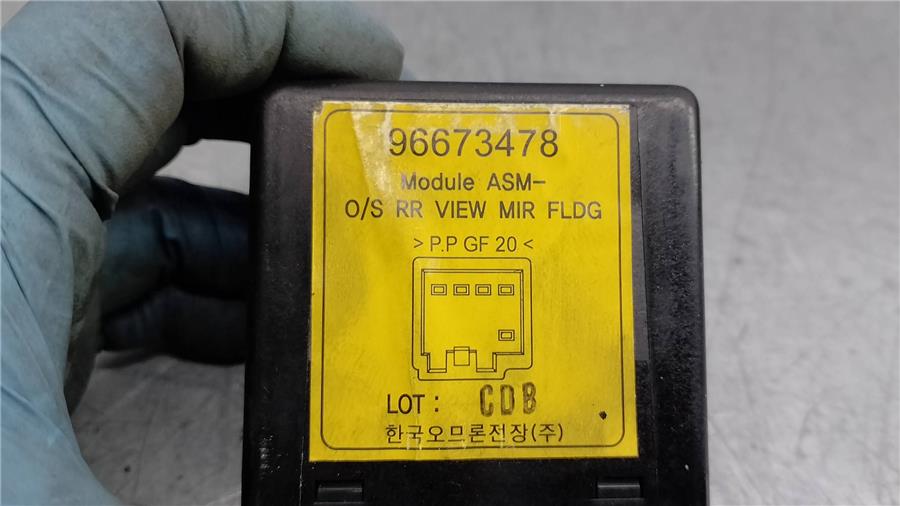 96673478
Module ASM-
O/S RR VIEW MIR FLDG
> P.P GF 20 <
LOT : CDB
한국오므론전장(주)